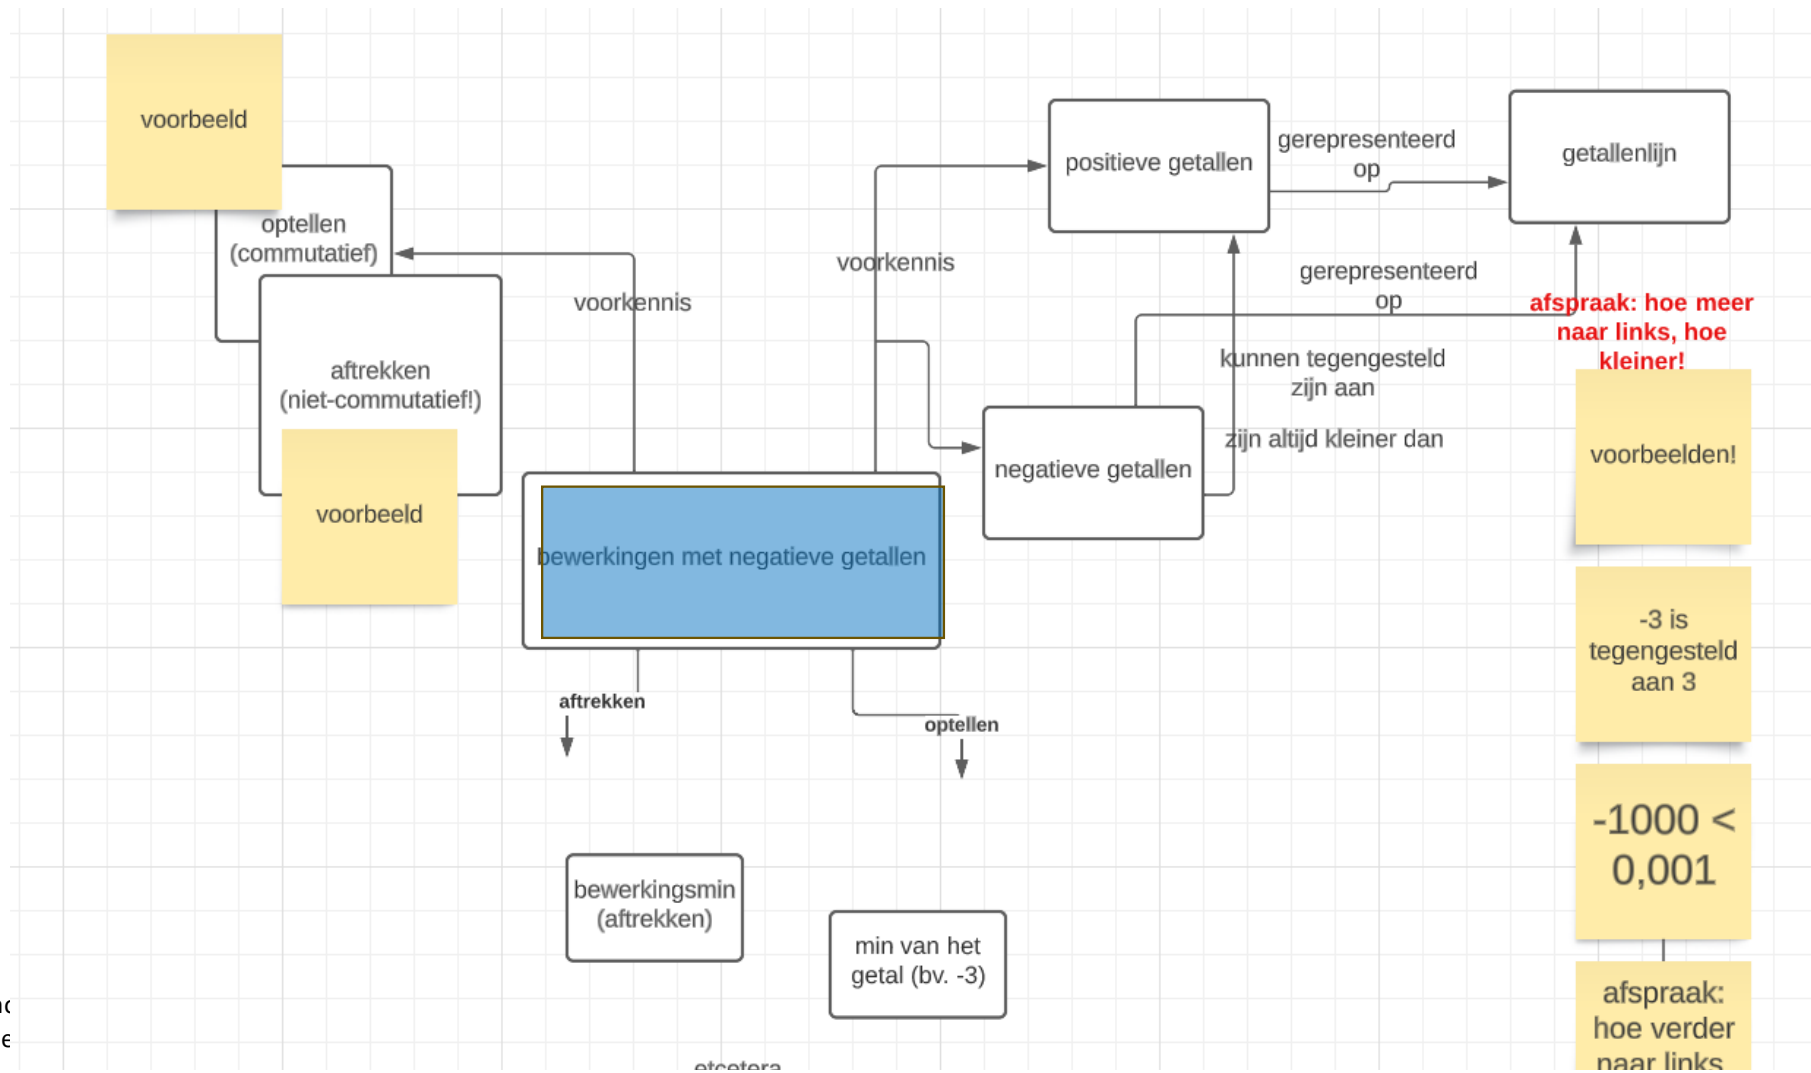 voorbeeld
optellen
(commutatief)
aftrekken
(niet-commutatief!)
voorbeeld
voorkennis
voorkennis
positieve getallen
gerepresenteerd
op
getallenlijn
gerepresenteerd
op
afspraak: hoe meer
naar links, hoe
kleiner!
kunnen tegengesteld
zijn aan
zijn altijd kleiner dan
negatieve getallen
voorbeelden!
bewerkingen met negatieve getallen
-3 is
tegengesteld
aan 3
aftrekken
optellen
-1000 <
0,001
bewerkingsmin
(aftrekken)
min van het
getal (bv. -3)
afspraak:
hoe verder
naar links,
etcetera